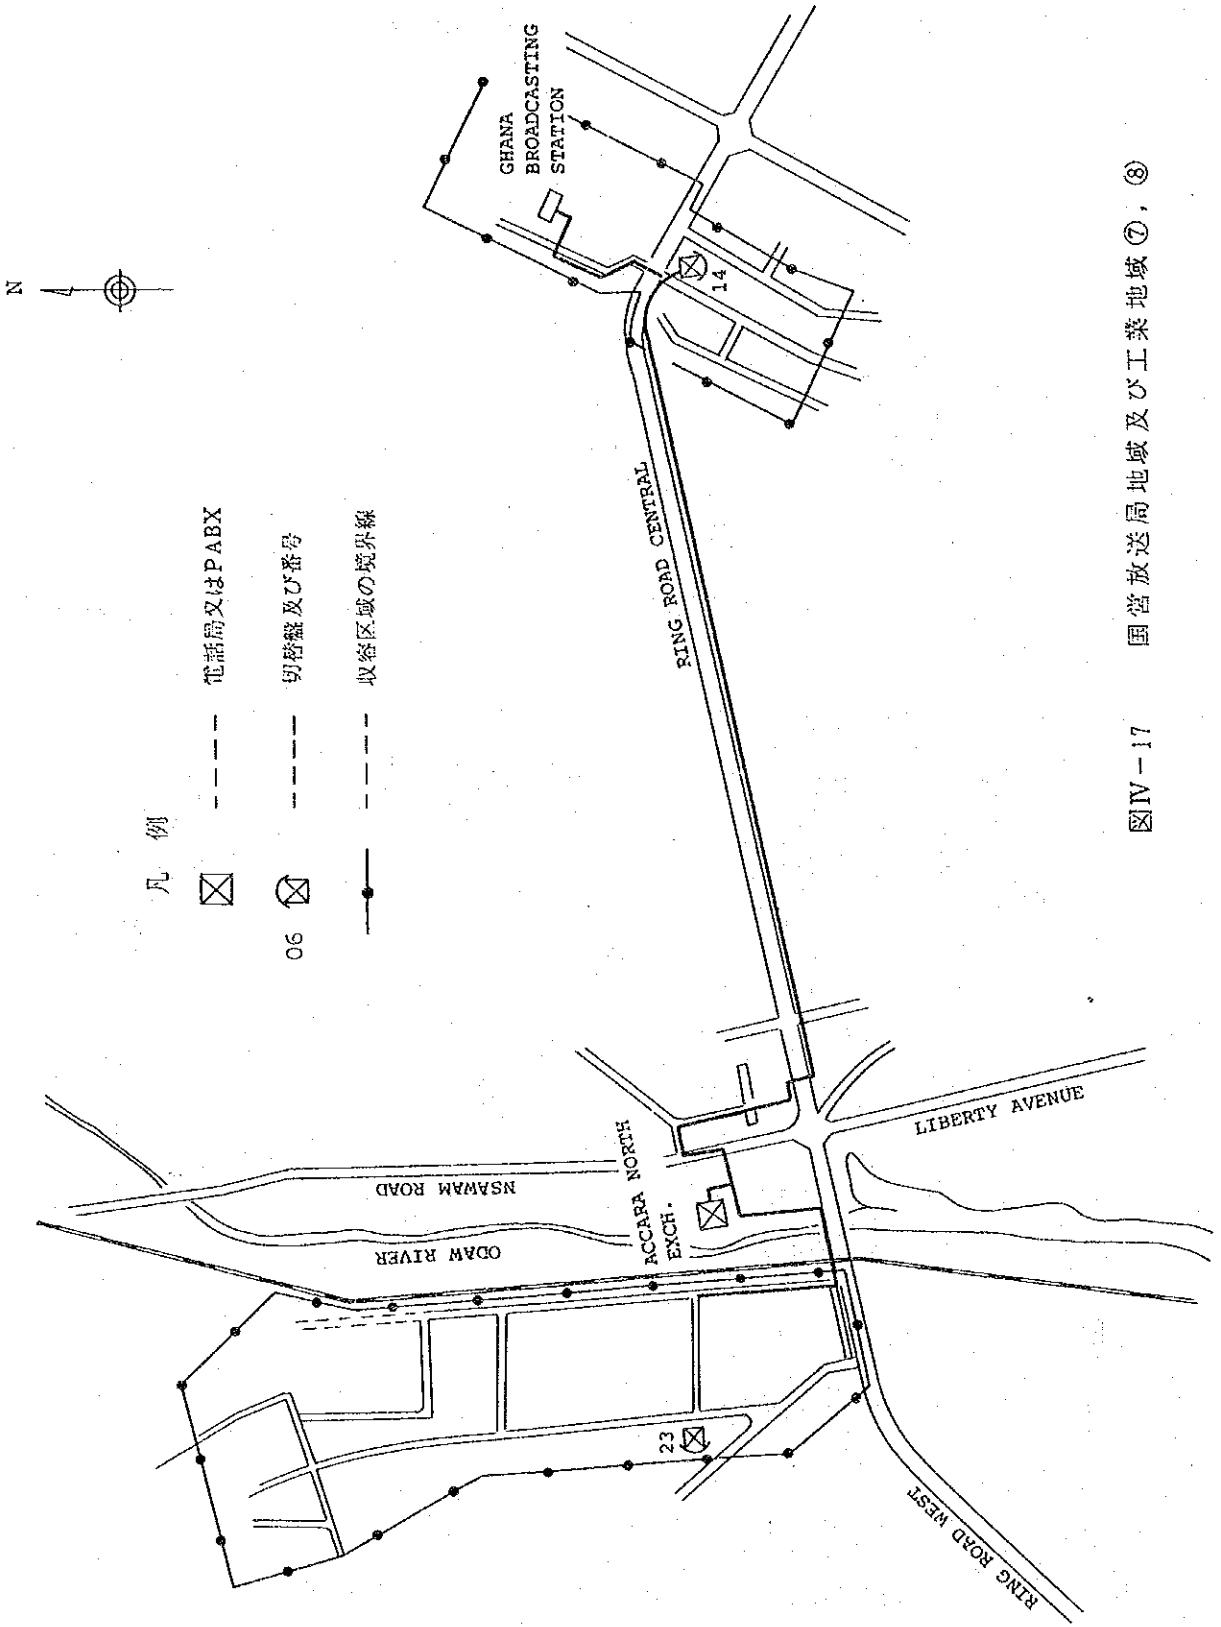 N
GHANA
BROADCASTING
STATION
14
凡例
電話局又はPABX
06 切替盤及び番号
収容区域の境界線
RING ROAD CENTRAL
NSAWAM ROAD
ODAW RIVER
ACCARA NORTH
EXCH.
LIBERTY AVENUE
23
RING ROAD WEST
図Ⅳ-17 国営放送局地域及び工業地域⑦,⑧